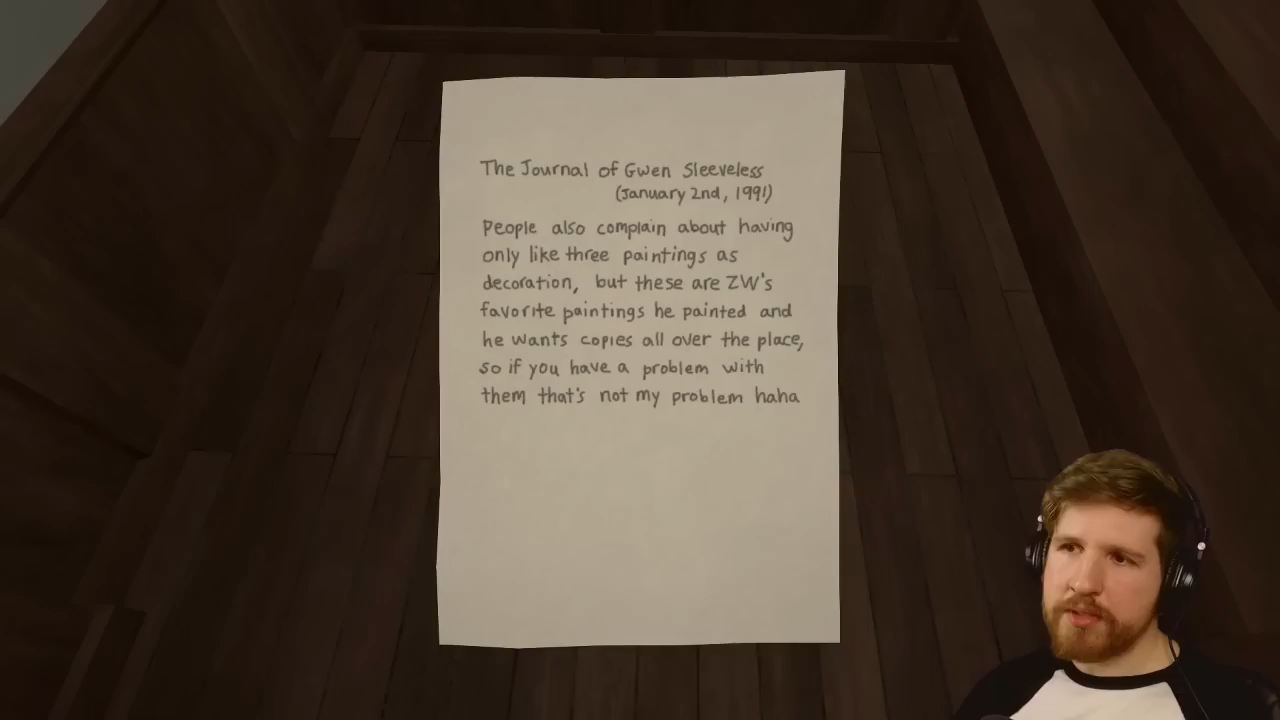 The Journal of Gwen Sleeveless
(January 2nd, 1991)
People also complain about having
only like three paintings as
decoration, but these are ZW's
favorite paintings he painted and
he wants copies all over the place,
so if you have a problem with
them that's not my problem haha